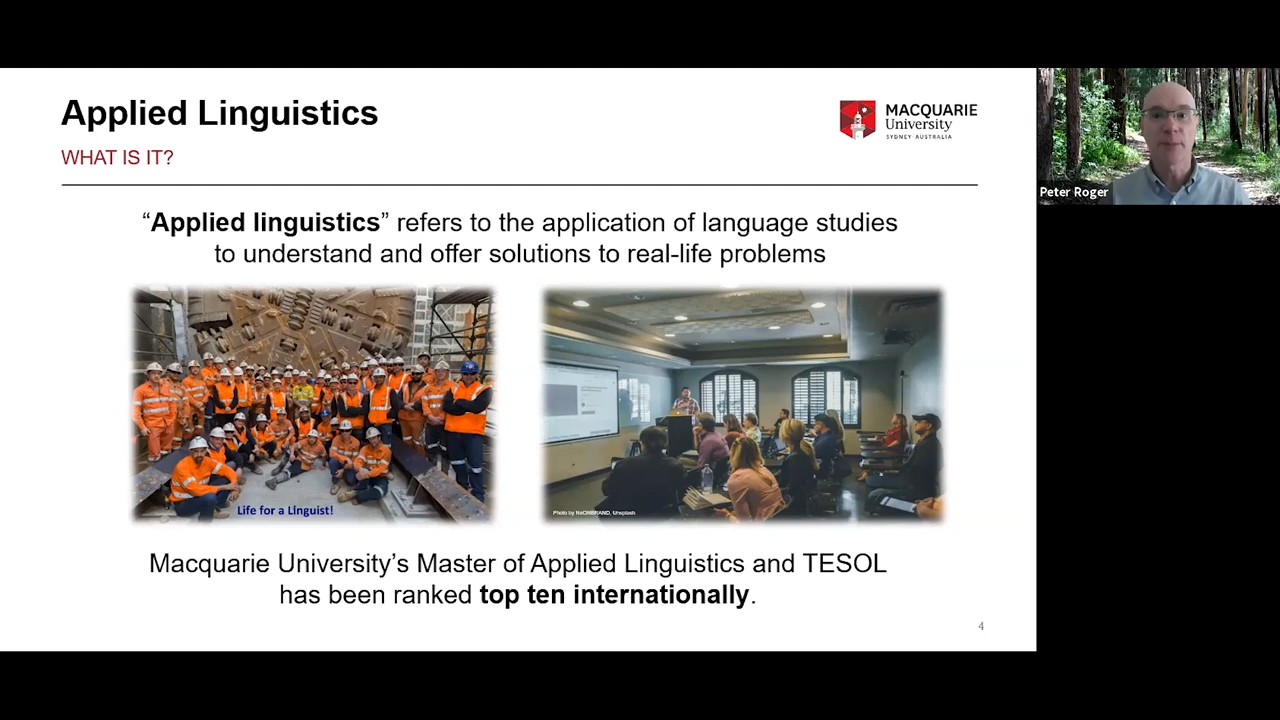 Applied Linguistics
WHAT IS IT?
MACQUARIE
University
SYDNEY·AUSTRALIA
Peter Roger
“Applied linguistics” refers to the application of language studies
to understand and offer solutions to real-life problems
Life for a Linguist!
Photo by NeONBRAND, Unsplash
Macquarie University’s Master of Applied Linguistics and TESOL
has been ranked top ten internationally.
4